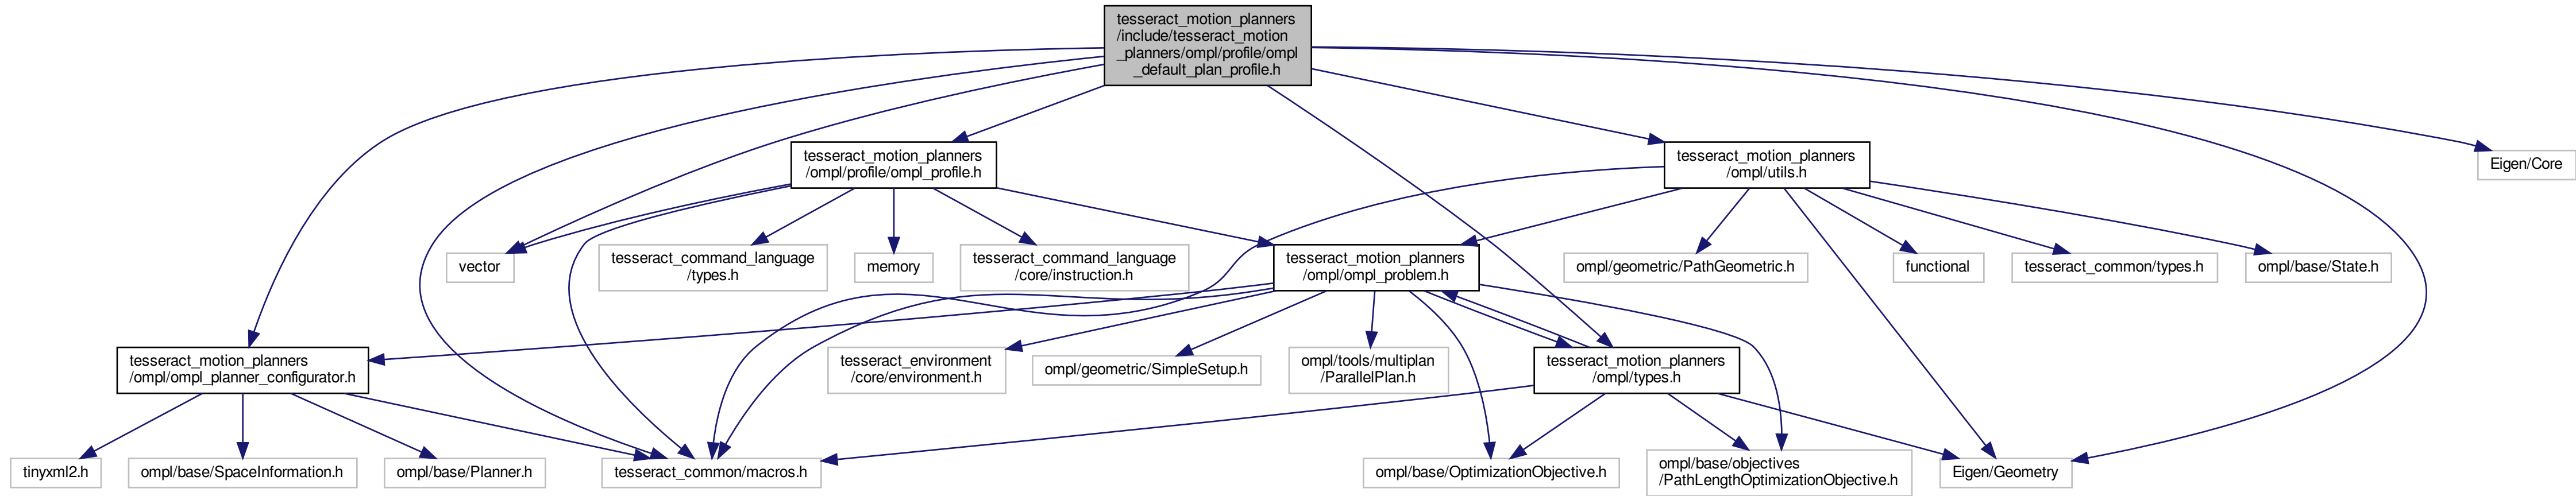 tesseract_motion_planners
/include/tesseract_motion
_planners/ompl/profile/ompl
_default_plan_profile.h
tesseract_motion_planners
/ompl/profile/ompl_profile.h
tesseract_motion_planners
/ompl/utils.h
Eigen/Core
vector
tesseract_command_language
/types.h
memory
tesseract_command_language
/core/instruction.h
tesseract_motion_planners
/ompl/ompl_problem.h
ompl/geometric/PathGeometric.h
functional
tesseract_common/types.h
ompl/base/State.h
tesseract_motion_planners
/ompl/ompl_planner_configurator.h
tesseract_environment
/core/environment.h
ompl/geometric/SimpleSetup.h
ompl/tools/multiplan
/ParallelPlan.h
tesseract_motion_planners
/ompl/types.h
tinyxml2.h
ompl/base/SpaceInformation.h
ompl/base/Planner.h
tesseract_common/macros.h
ompl/base/OptimizationObjective.h
ompl/base/objectives
/PathLengthOptimizationObjective.h
Eigen/Geometry